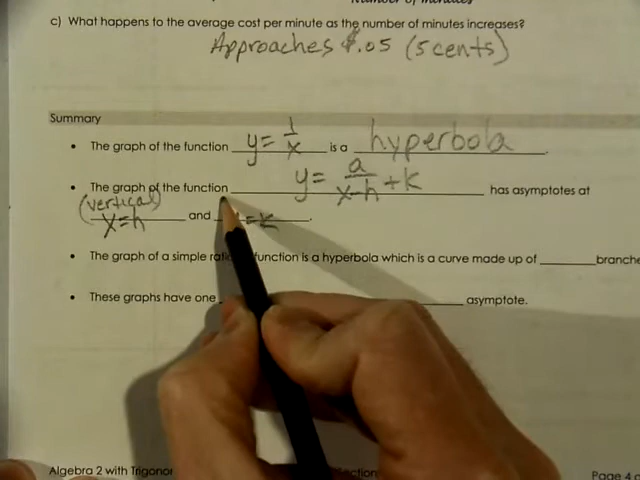 c) What happens to the average cost per minute as the number of minutes increases?
Approaches $.05 (5 cents)
Summary
• The graph of the function y = 1/x is a hyperbola.
• The graph of the function y = a/(x-h) + k has asymptotes at
(vertical)
x=h and = k.
• The graph of a simple function is a hyperbola which is a curve made up of ______ branche
• These graphs have one ______ asymptote.
Algebra 2 with Page 4